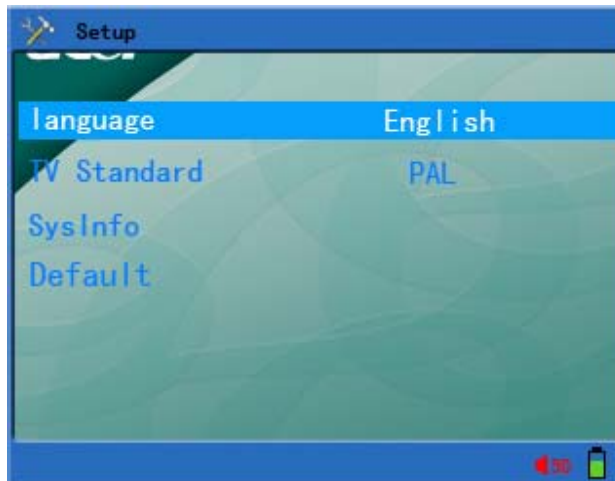 Setup
language English
TV Standard PAL
SysInfo
Default